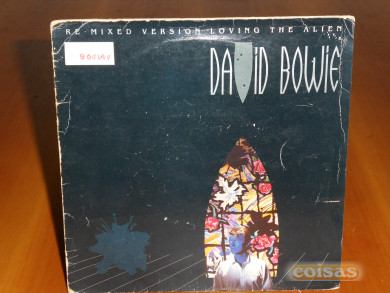 RE-MIXED VERSION LOVING THE ALIEN
DAVID BOWIE
coisas